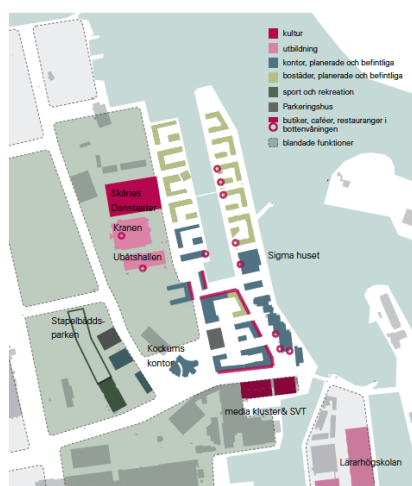 kultur
utbildning
kontor, planerade och befintliga
bostäder, planerade och befintliga
sport och rekreation
Parkeringshus
butiker, caféer, restauranger i
bottenvåningen
blandade funktioner
Skånes
Dansteater
Kranen
Ubåtshallen
Sigma huset
Stapelbädds-
parken
Kockums
kontor
media kluster& SVT
Lärarhögskolan